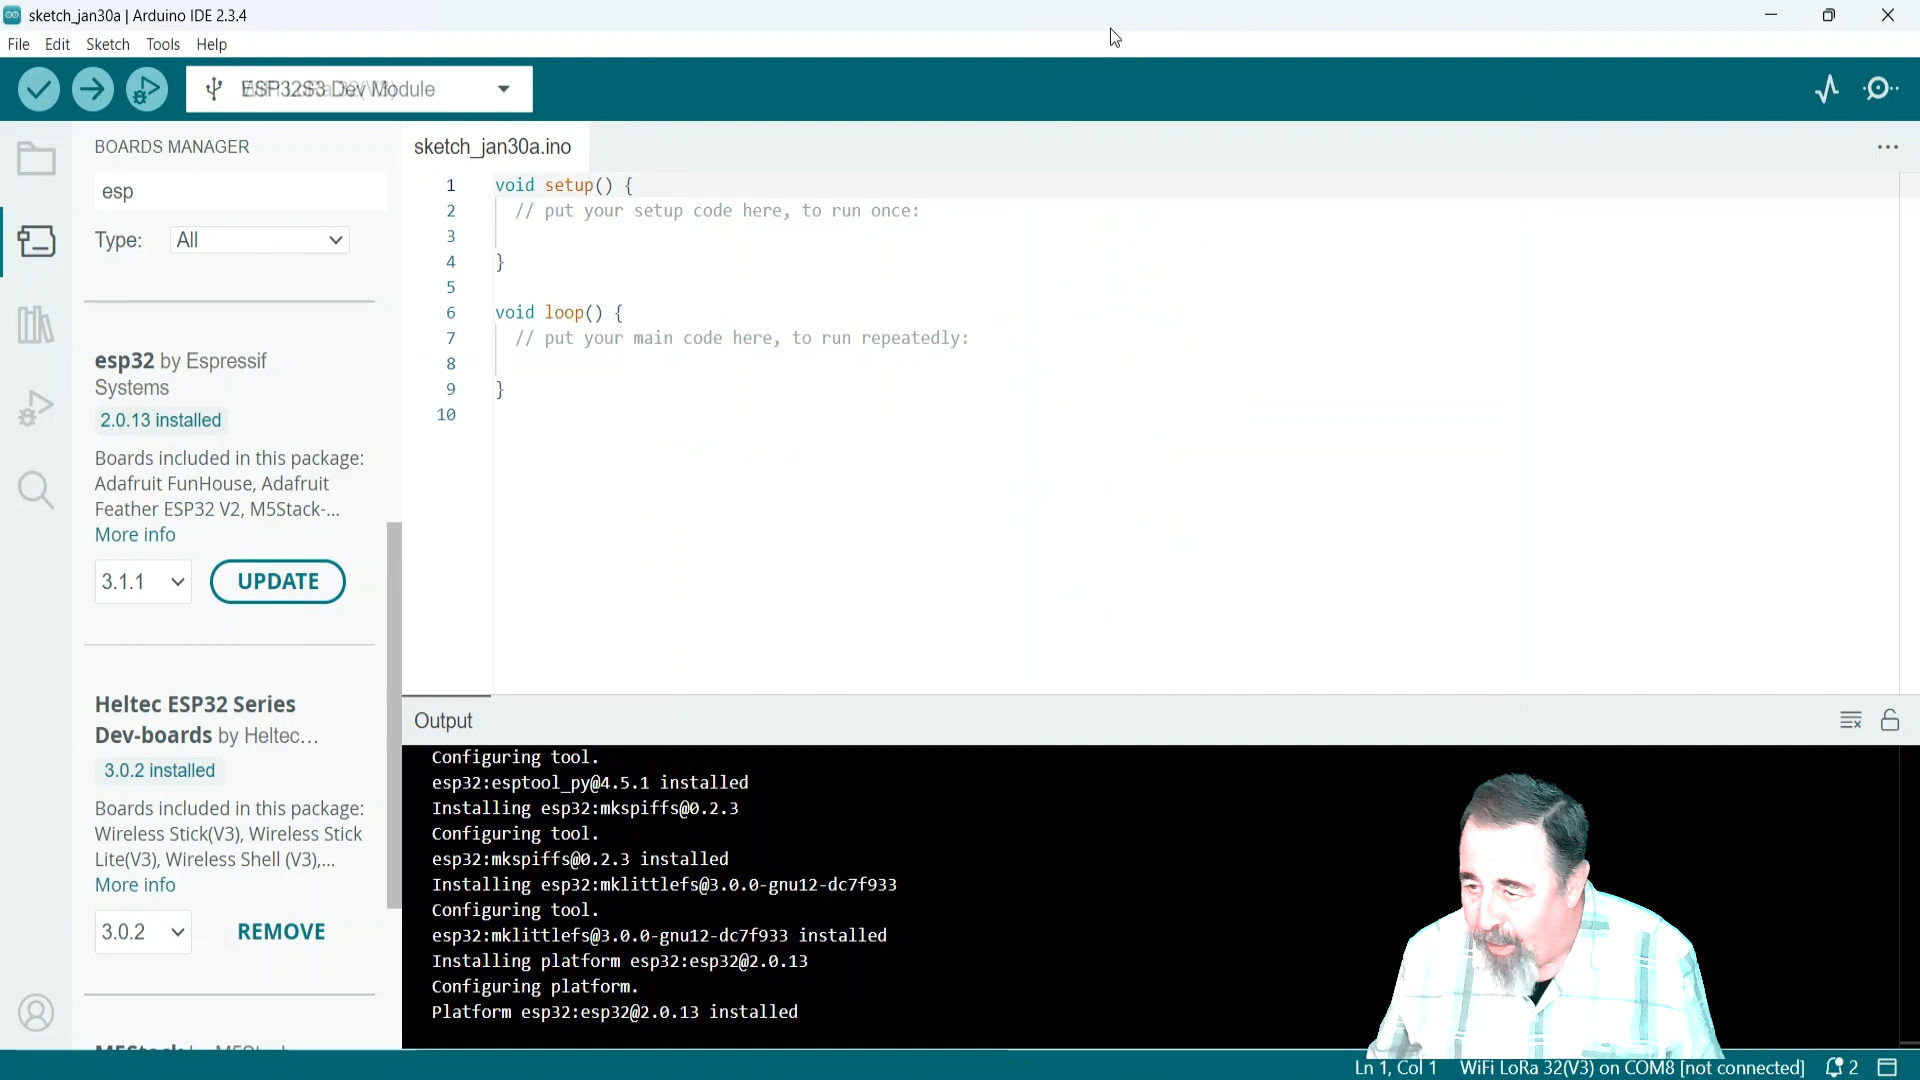 sketch_jan30a | Arduino IDE 2.3.4
File Edit Sketch Tools Help
ESP32S3 Dev Module
BOARDS MANAGER
esp
Type: All
esp32 by Espressif
Systems
2.0.13 installed
Boards included in this package:
Adafruit FunHouse, Adafruit
Feather ESP32 V2, M5Stack-...
More info
3.1.1 UPDATE
Heltec ESP32 Series
Dev-boards by Heltec...
3.0.2 installed
Boards included in this package:
Wireless Stick(V3), Wireless Stick
Lite(V3), Wireless Shell (V3),...
More info
3.0.2 REMOVE
sketch_jan30a.ino
1 void setup() {
2 // put your setup code here, to run once:
3
4 }
5
6 void loop() {
7 // put your main code here, to run repeatedly:
8
9 }
10
Output
Configuring tool.
esp32:esptool_py@4.5.1 installed
Installing esp32:mkspiffs@0.2.3
Configuring tool.
esp32:mkspiffs@0.2.3 installed
Installing esp32:mklittlefs@3.0.0-gnu12-dc7f933
Configuring tool.
esp32:mklittlefs@3.0.0-gnu12-dc7f933 installed
Installing platform esp32:esp32@2.0.13
Configuring platform.
Platform esp32:esp32@2.0.13 installed
Ln 1, Col 1 WiFi LoRa 32(V3) on COM8 [not connected] 2